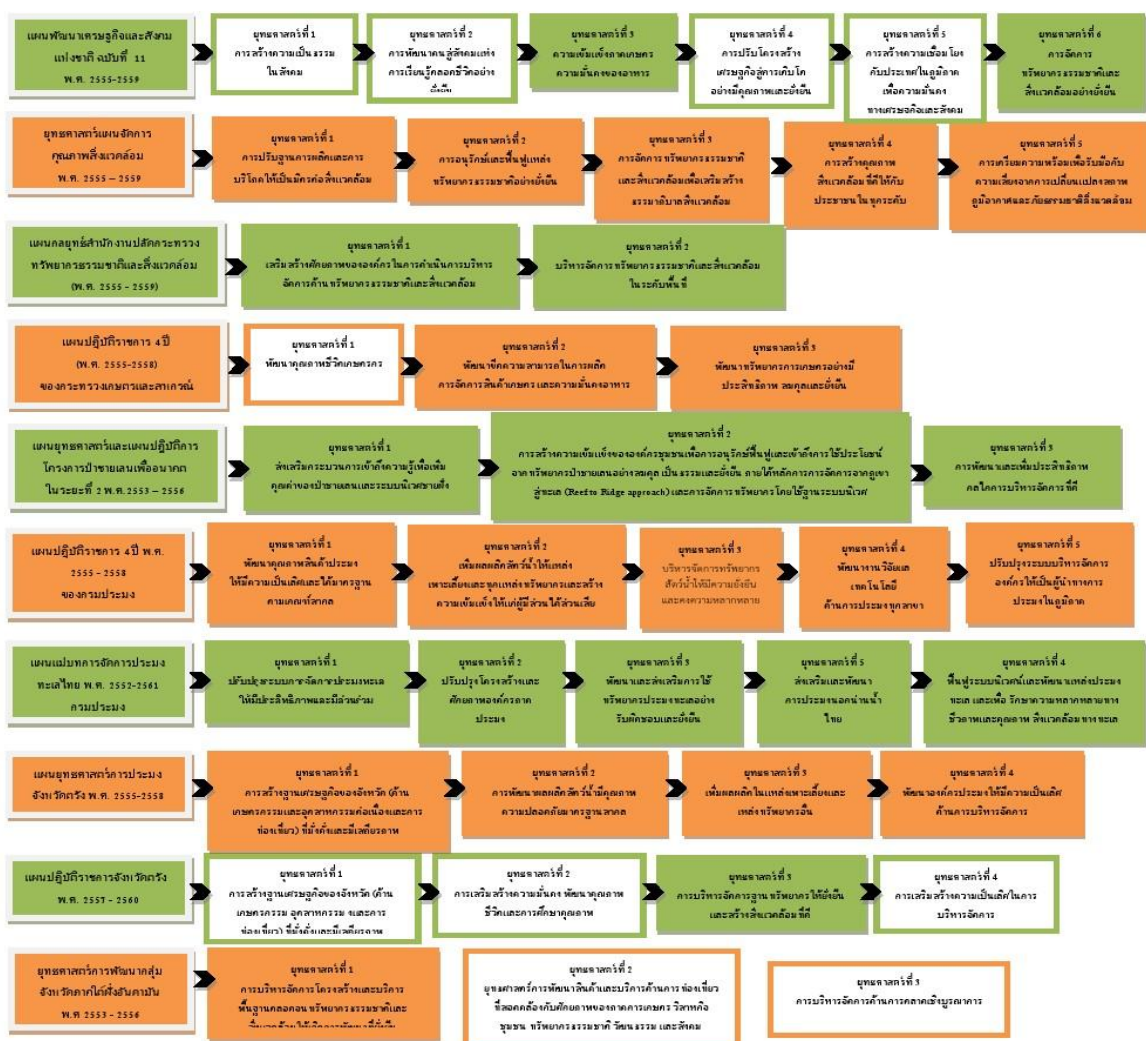 แผนพัฒนาเศรษฐกิจและสังคม
แห่งชาติ ฉบับที่ 11
พ.ศ. 2555-2559
ยุทธศาสตร์ที่ 1
การสร้างความเป็นธรรม
ในสังคม
ยุทธศาสตร์ที่ 2
การพัฒนาคนสู่สังคมแห่ง
การเรียนรู้ตลอดชีวิตอย่าง
ยั่งยืน
ยุทธศาสตร์ที่ 3
ความเข้มแข็งภาคเกษตร
ความมั่นคงของอาหาร
ยุทธศาสตร์ที่ 4
การปรับโครงสร้าง
เศรษฐกิจสู่การเติบโต
อย่างมีคุณภาพและยั่งยืน
ยุทธศาสตร์ที่ 5
การสร้างความเชื่อมโยง
กับประเทศในภูมิภาค
เพื่อความมั่นคง
ทางเศรษฐกิจและสังคม
ยุทธศาสตร์ที่ 6
การจัดการ
ทรัพยากรธรรมชาติและ
สิ่งแวดล้อมอย่างยั่งยืน
ยุทธศาสตร์แผนจัดการ
คุณภาพสิ่งแวดล้อม
พ.ศ. 2555 – 2559
ยุทธศาสตร์ที่ 1
การปรับฐานการผลิตและการ
บริโภคให้เป็นมิตรต่อสิ่งแวดล้อม
ยุทธศาสตร์ที่ 2
การอนุรักษ์และฟื้นฟูแหล่ง
ทรัพยากรธรรมชาติอย่างยั่งยืน
ยุทธศาสตร์ที่ 3
การจัดการทรัพยากรธรรมชาติ
และสิ่งแวดล้อมเพื่อเสริมสร้าง
ธรรมาภิบาลสิ่งแวดล้อม
ยุทธศาสตร์ที่ 4
การสร้างคุณภาพ
สิ่งแวดล้อมที่ดีให้กับ
ประชาชนในทุกระดับ
ยุทธศาสตร์ที่ 5
การเตรียมความพร้อมเพื่อรับมือกับ
ความเสี่ยงจากการเปลี่ยนแปลงสภาพ
ภูมิอากาศและภัยธรรมชาติสิ่งแวดล้อม
แผนกลยุทธ์สำนักงานปลัดกระทรวง
ทรัพยากรธรรมชาติและสิ่งแวดล้อม
(พ.ศ. 2555 - 2559)
ยุทธศาสตร์ที่ 1
เสริมสร้างศักยภาพขององค์กรในการดำเนินการบริหาร
จัดการด้านทรัพยากรธรรมชาติและสิ่งแวดล้อม
ยุทธศาสตร์ที่ 2
บริหารจัดการทรัพยากรธรรมชาติและสิ่งแวดล้อม
ในระดับพื้นที่
แผนปฏิบัติราชการ 4 ปี
(พ.ศ. 2555-2558)
ของกระทรวงเกษตรและสหกรณ์
ยุทธศาสตร์ที่ 1
พัฒนาคุณภาพชีวิตเกษตรกร
ยุทธศาสตร์ที่ 2
พัฒนาขีดความสามารถในการผลิต
การจัดการสินค้าเกษตร และความมั่นคงอาหาร
ยุทธศาสตร์ที่ 3
พัฒนาทรัพยากรการเกษตรอย่างมี
ประสิทธิภาพ สมดุลและยั่งยืน
แผนยุทธศาสตร์และแผนปฏิบัติการ
โครงการป่าชายเลนเพื่ออนาคต
ในระยะที่ 2 พ.ศ. 2553 – 2556
ยุทธศาสตร์ที่ 1
ส่งเสริมกระบวนการเข้าถึงความรู้เพื่อเพิ่ม
คุณค่าของป่าชายเลนและระบบนิเวศชายฝั่ง
ยุทธศาสตร์ที่ 2
การสร้างความเข้มแข็งขององค์กรชุมชนเพื่อการอนุรักษ์ฟื้นฟูและเข้าถึงการใช้ประโยชน์
จากทรัพยากรป่าชายเลนอย่างสมดุล เป็นธรรมและยั่งยืน ภายใต้หลักการการจัดการจากภูเขา
สู่ทะเล (Reef to Ridge approach) และการจัดการทรัพยากรโดยใช้ฐานระบบนิเวศ
ยุทธศาสตร์ที่ 3
การพัฒนาและเพิ่มประสิทธิภาพ
กลไกการบริหารจัดการที่ดี
แผนปฏิบัติราชการ 4 ปี พ.ศ.
2555 - 2558
ของกรมประมง
ยุทธศาสตร์ที่ 1
พัฒนาคุณภาพสินค้าประมง
ให้มีความเป็นเลิศและได้มาตรฐาน
ตามเกณฑ์สากล
ยุทธศาสตร์ที่ 2
เพิ่มผลผลิตสัตว์น้ำให้แหล่ง
เพาะเลี้ยงและทุกแหล่งทรัพยากรและสร้าง
ความเข้มแข็งให้แก่ผู้มีส่วนได้ส่วนเสีย
ยุทธศาสตร์ที่ 3
บริหารจัดการทรัพยากร
สัตว์น้ำให้มีความยั่งยืน
และคงความหลากหลาย
ยุทธศาสตร์ที่ 4
พัฒนางานวิจัยแล
เทคโนโลยี
ด้านการประมงทุกสาขา
ยุทธศาสตร์ที่ 5
ปรับปรุงระบบบริหารจัดการ
องค์กรให้เป็นผู้นำทางการ
ประมงในภูมิภาค
แผนแม่บทการจัดการประมง
ทะเลไทย พ.ศ. 2552-2561
กรมประมง
ยุทธศาสตร์ที่ 1
ปรับปรุงระบบการจัดการประมงทะเล
ให้มีประสิทธิภาพและมีส่วนร่วม
ยุทธศาสตร์ที่ 2
ปรับปรุงโครงสร้างและ
ศักยภาพองค์กรภาค
ประมง
ยุทธศาสตร์ที่ 3
พัฒนาและส่งเสริมการใช้
ทรัพยากรประมงทะเลอย่าง
รับผิดชอบและยั่งยืน
ยุทธศาสตร์ที่ 5
ส่งเสริมและพัฒนา
การประมงนอกน่านน้ำ
ไทย
ยุทธศาสตร์ที่ 4
ฟื้นฟูระบบนิเวศน์และพัฒนาแหล่งประมง
ทะเล และเพื่อ รักษาความหลากหลายทาง
ชีวภาพและคุณภาพ สิ่งแวดล้อมทางทะเล
แผนยุทธศาสตร์การประมง
จังหวัดตรัง พ.ศ. 2555-2558
ยุทธศาสตร์ที่ 1
การสร้างฐานเศรษฐกิจของจังหวัด (ด้าน
เกษตรกรรมและอุตสาหกรรมต่อเนื่องและการ
ท่องเที่ยว) ที่มั่งคั่งและมีเสถียรภาพ
ยุทธศาสตร์ที่ 2
การพัฒนาผลผลิตสัตว์น้ำมีคุณภาพ
ความปลอดภัยมาตรฐานสากล
ยุทธศาสตร์ที่ 3
เพิ่มผลผลิตในแหล่งเพาะเลี้ยงและ
แหล่งทรัพยากรอื่น
ยุทธศาสตร์ที่ 4
พัฒนาองค์กรประมงให้มีความเป็นเลิศ
ด้านการบริหารจัดการ
แผนปฏิบัติราชการจังหวัดตรัง
พ.ศ. 2557 - 2560
ยุทธศาสตร์ที่ 1
การสร้างฐานเศรษฐกิจของจังหวัด (ด้าน
เกษตรกรรม อุตสาหกรรม และการ
ท่องเที่ยว) ที่มั่งคั่งและมีเสถียรภาพ
ยุทธศาสตร์ที่ 2
การเสริมสร้างความมั่นคง พัฒนาคุณภาพ
ชีวิตและการศึกษาคุณภาพ
ยุทธศาสตร์ที่ 3
การบริหารจัดการฐานทรัพยากรให้ยั่งยืน
และสร้างสิ่งแวดล้อมที่ดี
ยุทธศาสตร์ที่ 4
การเสริมสร้างความเป็นเลิศในการ
บริหารจัดการ
ยุทธศาสตร์การพัฒนากลุ่ม
จังหวัดภาคใต้ฝั่งอันดามัน
พ.ศ 2553 - 2556
ยุทธศาสตร์ที่ 1
การบริหารจัดการโครงสร้างและบริการ
พื้นฐานตลอดจนทรัพยากรธรรมชาติและ
ยุทธศาสตร์ที่ 2
ยุทธศาสตร์การพัฒนาสินค้าและบริการด้านการท่องเที่ยว
ที่สอดคล้องกับศักยภาพของภาคการเกษตร วิสาหกิจ
ชุมชน ทรัพยากรธรรมชาติ วัฒนธรรม และสังคม
ยุทธศาสตร์ที่ 3
การบริหารจัดการด้านการตลาดเชิงบูรณาการ